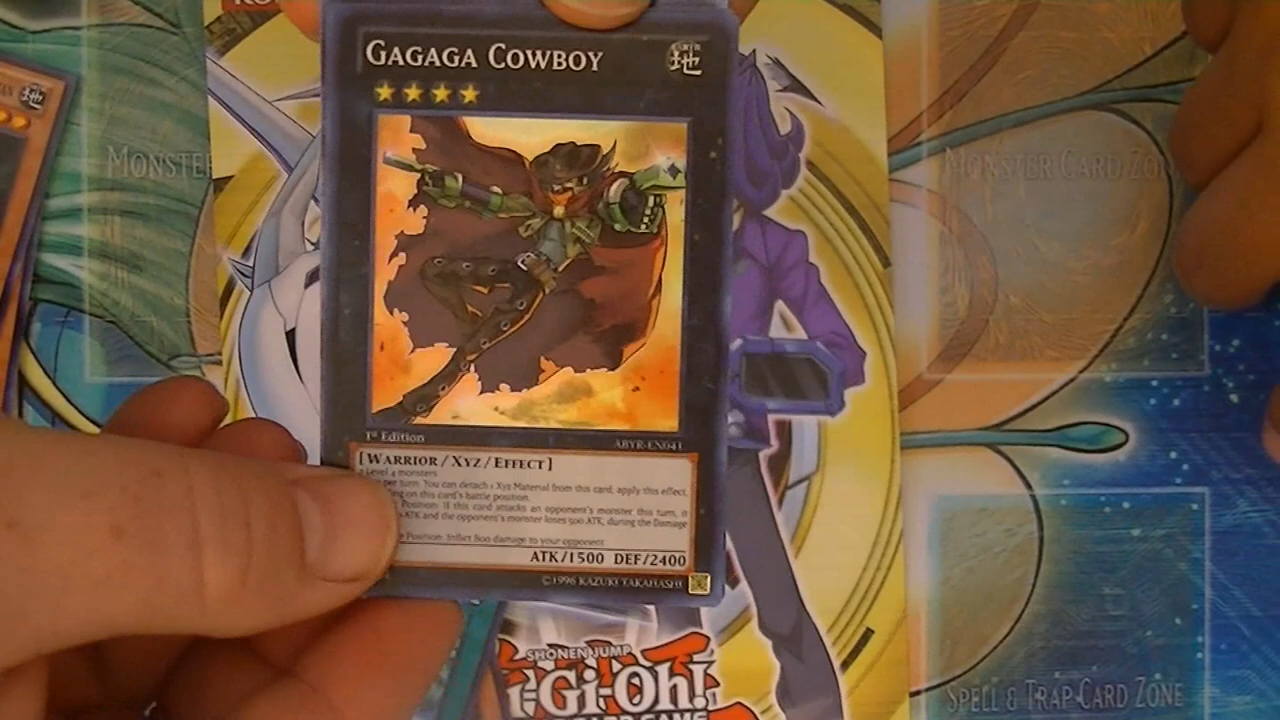 GAGAGA COWBOY
地
地
MONSTER
MONSTER CARD ZON
1st Edition
ABYR-EN041
[WARRIOR/XYZ/EFFECT]
Level 4 monsters
per turn: You can detach 1 Xyz Material from this card; apply this effect,
on this card's battle position.
Position: If this card attacks an opponent's monster this turn, it
ATK and the opponent's monster loses 500 ATK, during the Damage
Position: Inflict 800 damage to your opponent
ATK/1500 DEF/2400
©1996 KAZUKI TAKAHASHI
SHONEN JUMP
i-Gi-Oh!
GAME
SPELL & TRAP CARD ZONE